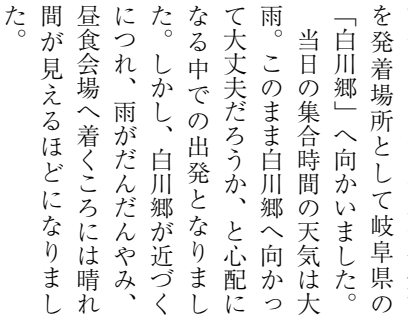 を発着場所として岐阜県の
「白川郷」へ向かいました。
　当日の集合時間の天気は大
雨。このまま白川郷へ向かっ
て大丈夫だろうか、と心配に
なる中での出発となりまし
た。しかし、白川郷が近づく
につれ、雨がだんだんやみ、
昼食会場へ着くころには晴れ
間が見えるほどになりまし
た。